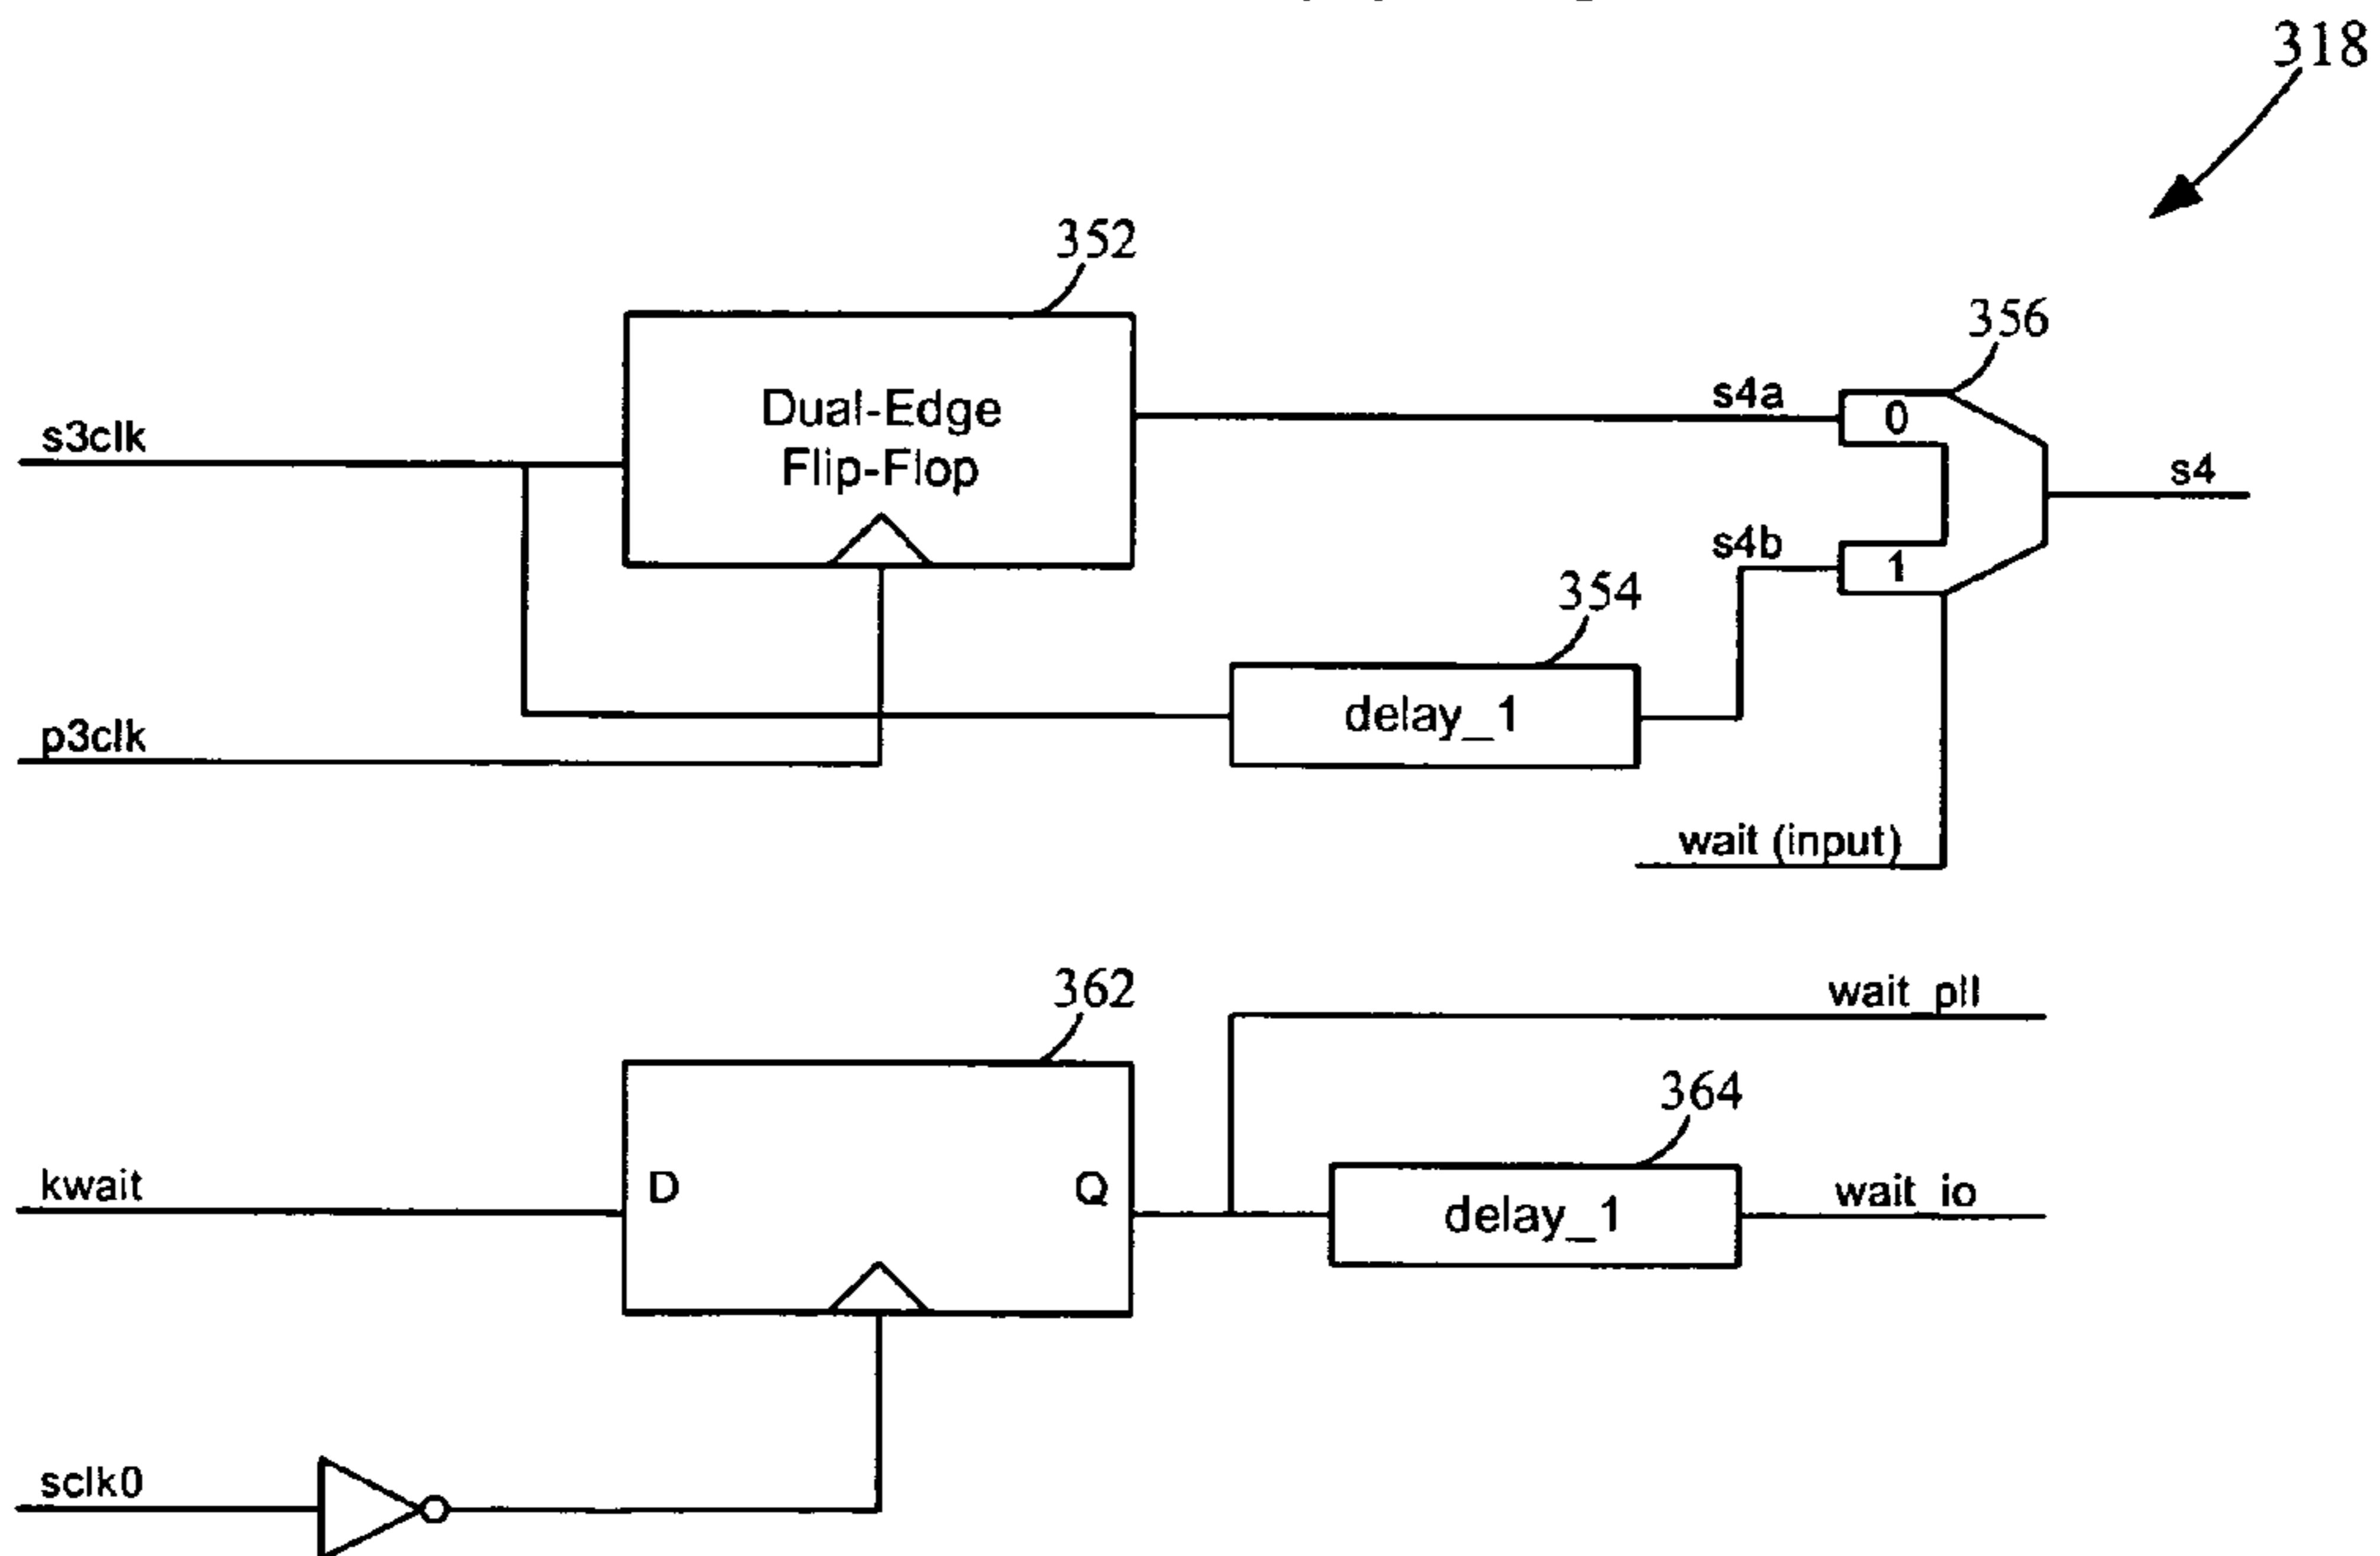 318
352
356
Dual-Edge
Flip-Flop
s3clk
s4a
0
s4
s4b
1
354
delay_1
p3clk
wait (input)
362
wait_pll
364
kwait
D
Q
delay_1
wait_io
sclk0